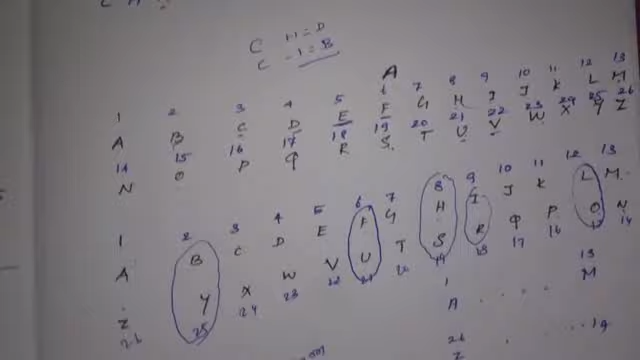 C +1 = D
C -1 = B
A
1 2 3 4 5 6 7 8 9 10 11 12 13
A B C D E F G H I J K L M
14 15 16 17 18 19 20 21 22 23 24 25 26
N O P Q R S T U V W X Y Z
1 2 3 4 5 6 7 8 9 10 11 12 13
A B C D E F G H I J K L M
Z Y X W V U T S R Q P O N
26 25 24 23 22 21 20 19 18 17 16 15 14
1 13
A M
Z
26